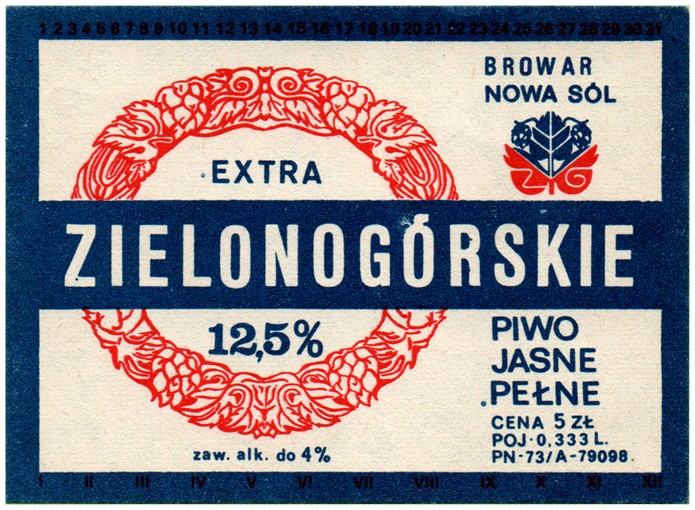 1 2 3 4 5 6 7 8 9 10 11 12 13 14 15 16 17 18 19 20 21 22 23 24 25 26 27 28 29 30 31
BROWAR
NOWA SÓL
EXTRA
ZG
ZIELONOGÓRSKIE
12,5%
PIWO
JASNE
PEŁNE
CENA 5 ZŁ
POJ. 0,333 L.
PN-73/A-79098
zaw. alk. do 4%
I II III IV V VI VII VIII IX X XI XII